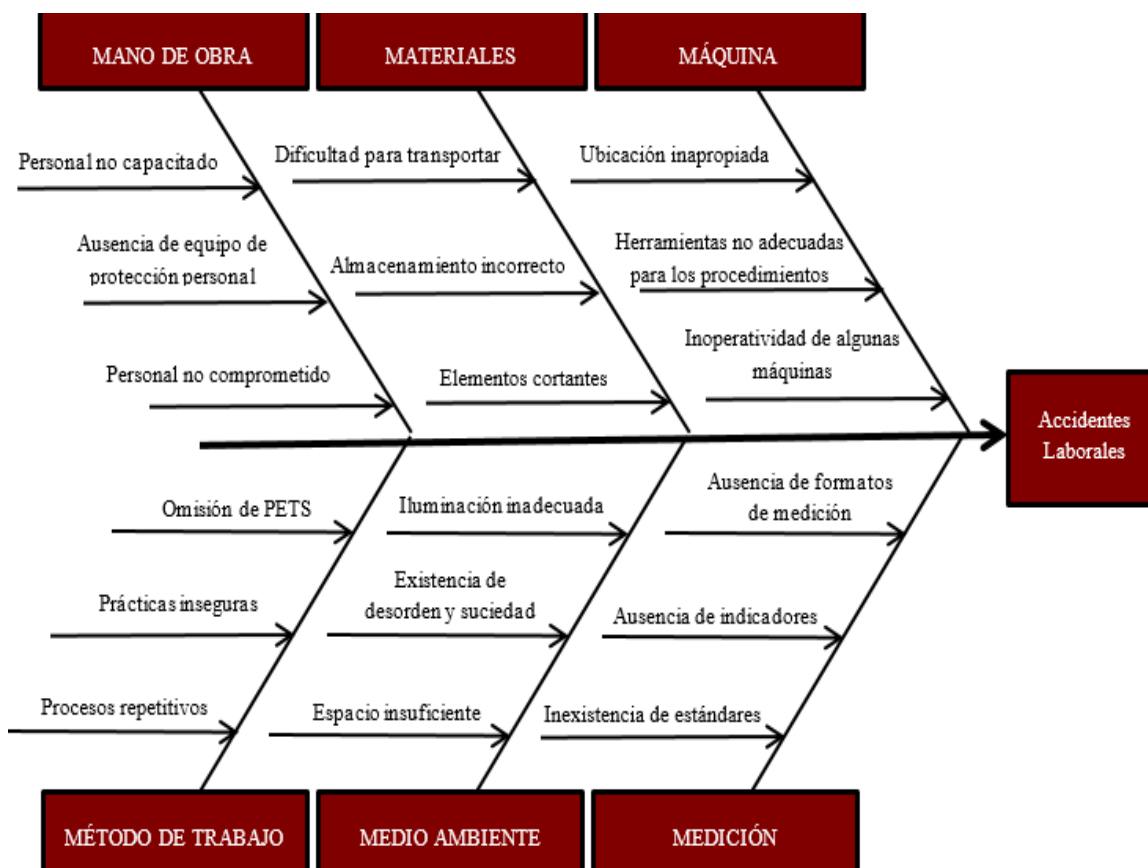 MANO DE OBRA
MATERIALES
MÁQUINA
Personal no capacitado
Dificultad para transportar
Ubicación inapropiada
Ausencia de equipo de
protección personal
Almacenamiento incorrecto
Herramientas no adecuadas
para los procedimientos
Personal no comprometido
Elementos cortantes
Inoperatividad de algunas
máquinas
Accidentes
Laborales
Omisión de PETS
Iluminación inadecuada
Ausencia de formatos
de medición
Prácticas inseguras
Existencia de
desorden y suciedad
Ausencia de indicadores
Procesos repetitivos
Espacio insuficiente
Inexistencia de estándares
MÉTODO DE TRABAJO
MEDIO AMBIENTE
MEDICIÓN